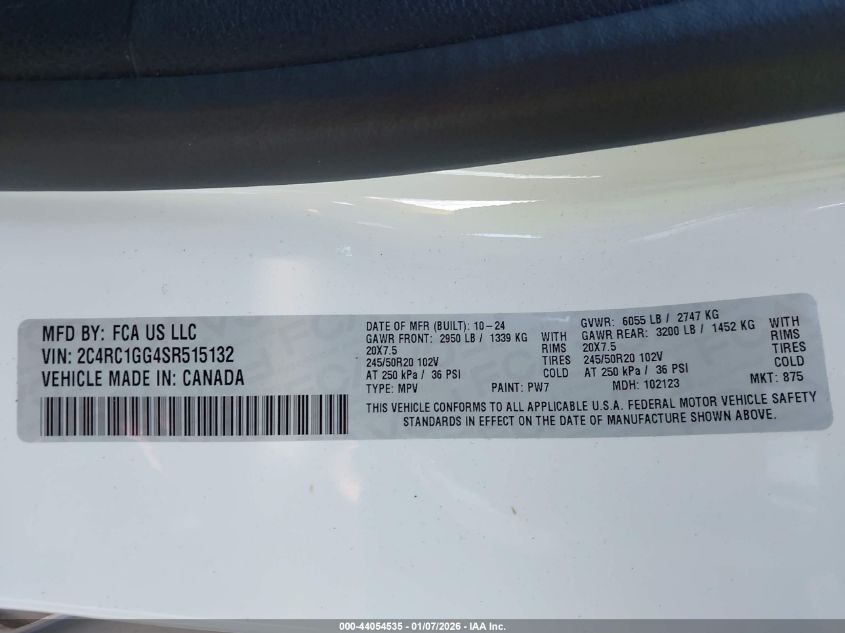 MFD BY: FCA US LLC
VIN: 2C4RC1GG4SR515132
VEHICLE MADE IN: CANADA
DATE OF MFR (BUILT): 10-24
GAWR FRONT: 2950 LB / 1339 KG WITH
20X7.5 RIMS
245/50R20 102V TIRES
AT 250 kPa / 36 PSI COLD
TYPE: MPV PAINT: PW7
GVWR: 6055 LB / 2747 KG
GAWR REAR: 3200 LB / 1452 KG WITH
20X7.5 RIMS
245/50R20 102V TIRES
AT 250 kPa / 36 PSI COLD
MDH: 102123 MKT: 875
THIS VEHICLE CONFORMS TO ALL APPLICABLE U.S.A. FEDERAL MOTOR VEHICLE SAFETY
STANDARDS IN EFFECT ON THE DATE OF MANUFACTURE SHOWN ABOVE.
000-44054535 - 01/07/2026 - IAA Inc.